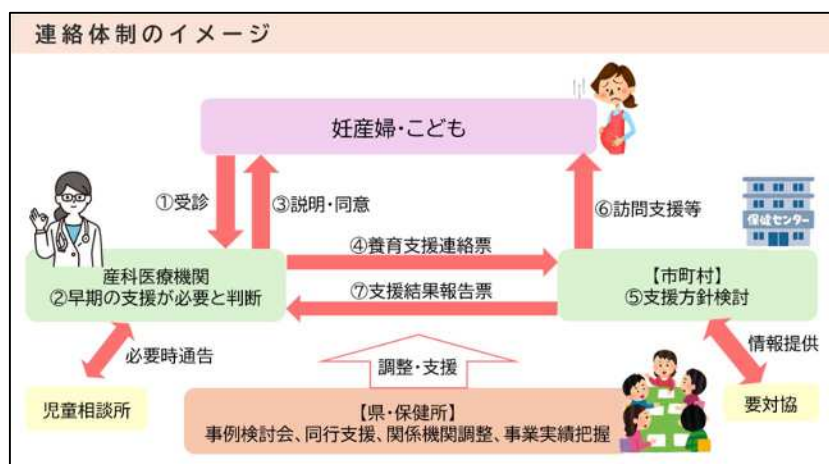 連絡体制のイメージ
妊産婦・こども
①受診
③説明・同意
⑥訪問支援等
保健センター
④養育支援連絡票
産科医療機関
②早期の支援が必要と判断
【市町村】
⑤支援方針検討
⑦支援結果報告票
必要時通告
調整・支援
情報提供
児童相談所
【県・保健所】
事例検討会、同行支援、関係機関調整、事業実績把握
要対協